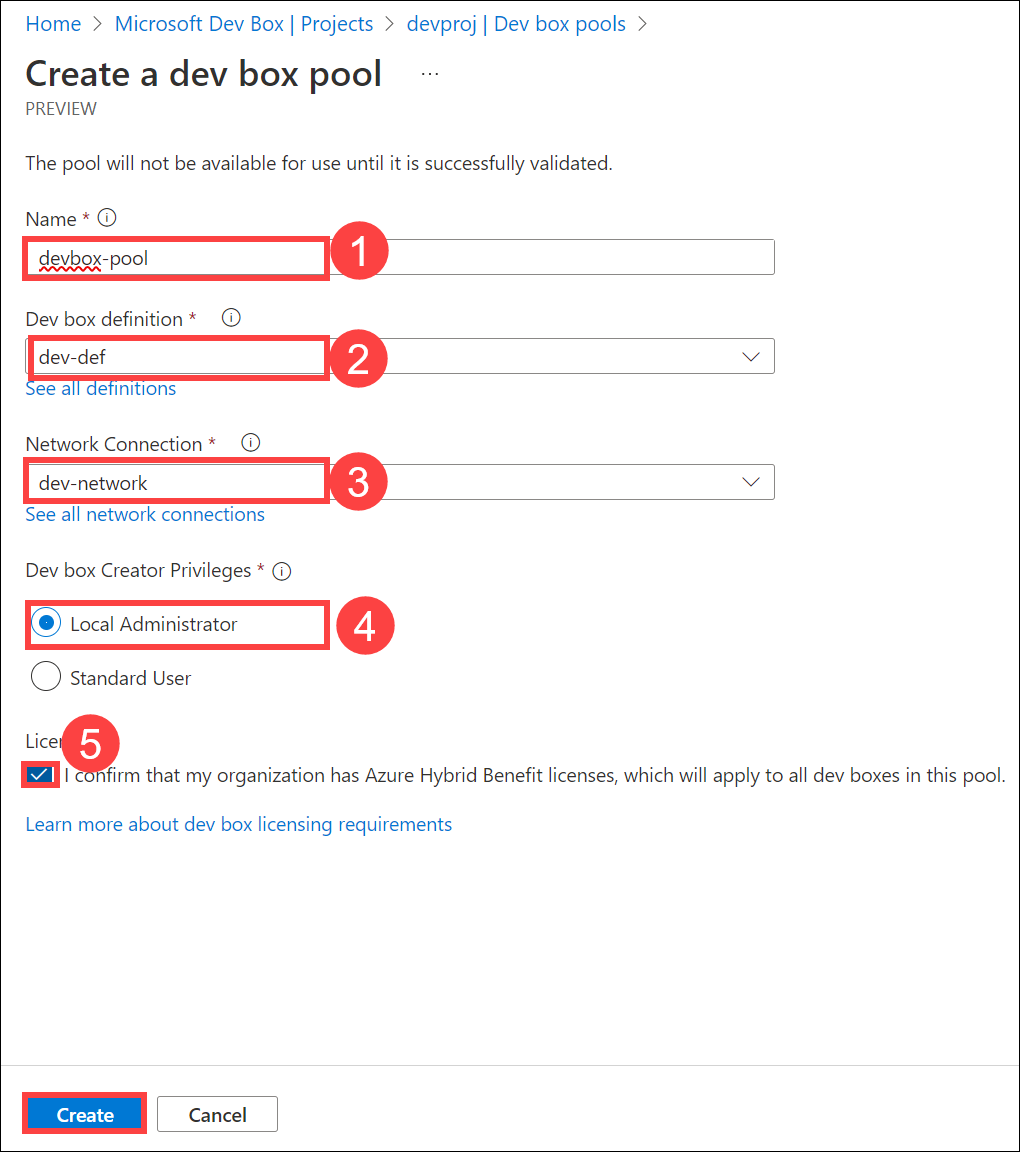 Home > Microsoft Dev Box | Projects > devproj | Dev box pools >
Create a dev box pool ...
PREVIEW
The pool will not be available for use until it is successfully validated.
Name *
devbox-pool 1
Dev box definition *
dev-def 2
See all definitions
Network Connection *
dev-network 3
See all network connections
Dev box Creator Privileges *
Local Administrator 4
Standard User
5
I confirm that my organization has Azure Hybrid Benefit licenses, which will apply to all dev boxes in this pool.
Learn more about dev box licensing requirements
Create Cancel